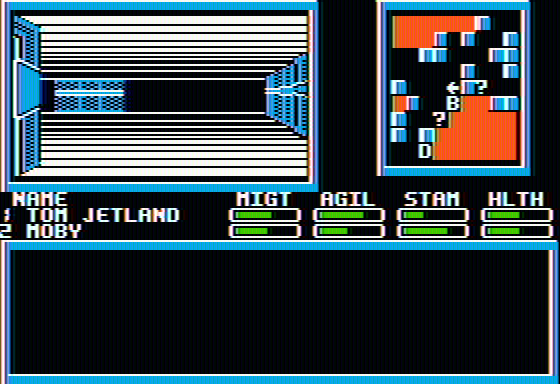 ←?
B
?
D
NAME MIGT AGIL STAM HLTH
1 TOM JETLAND
2 MOBY